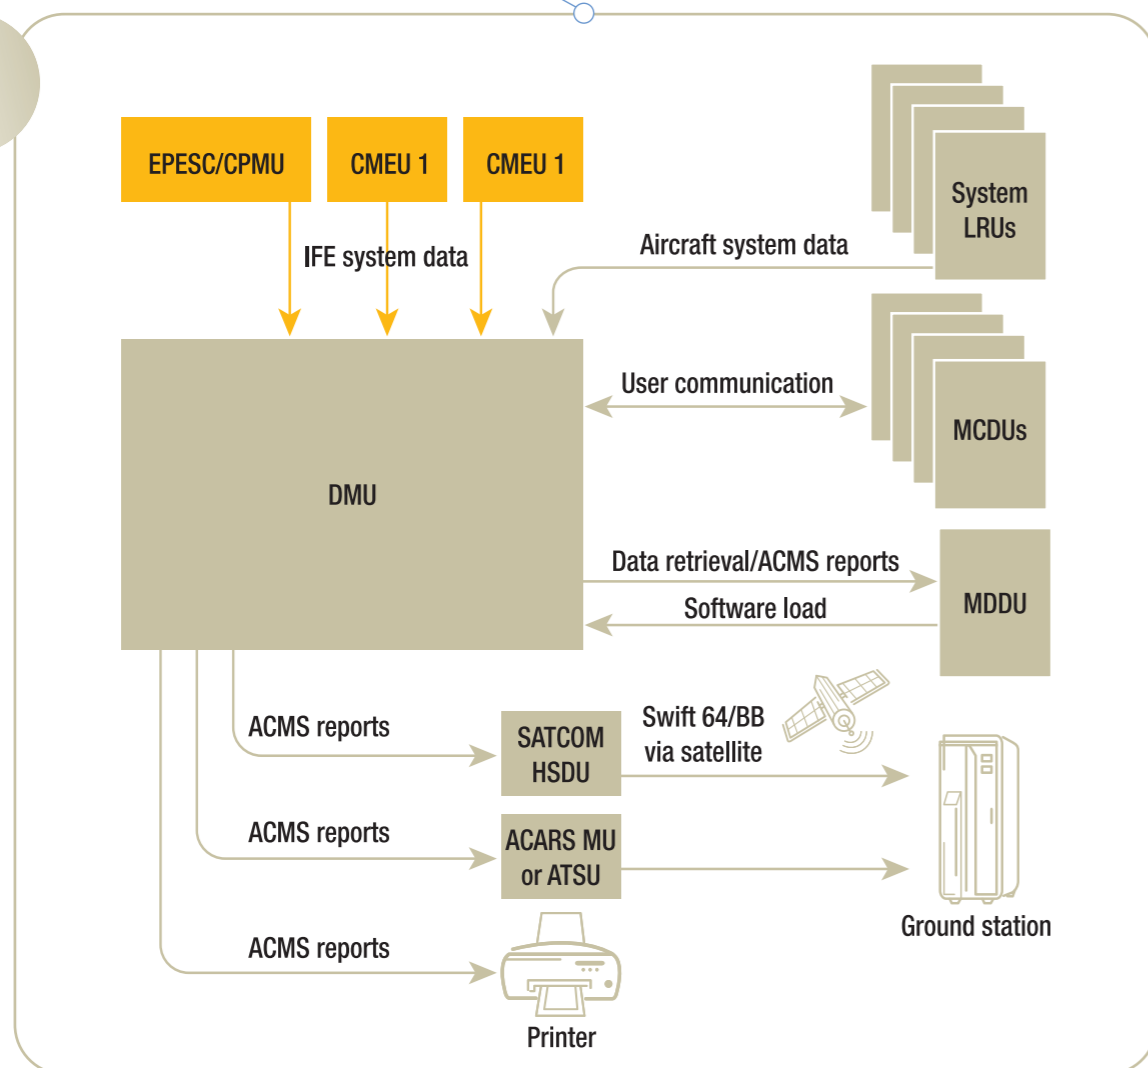 EPESC/CPMU
CMEU 1
CMEU 1
IFE system data
System
LRUs
Aircraft system data
User communication
MCDUs
DMU
Data retrieval/ACMS reports
Software load
MDDU
ACMS reports
SATCOM
HSDU
Swift 64/BB
via satellite
ACMS reports
ACARS MU
or ATSU
Ground station
ACMS reports
Printer